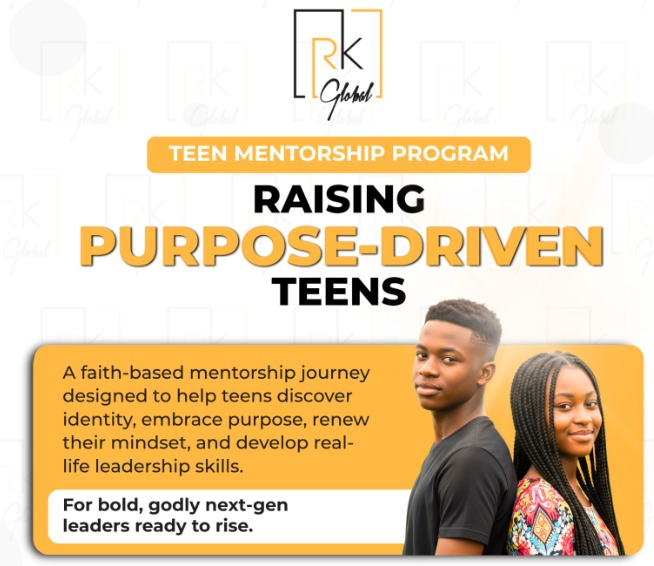 RK
Global
TEEN MENTORSHIP PROGRAM
RAISING
PURPOSE-DRIVEN
TEENS
A faith-based mentorship journey
designed to help teens discover
identity, embrace purpose, renew
their mindset, and develop real-
life leadership skills.
For bold, godly next-gen
leaders ready to rise.